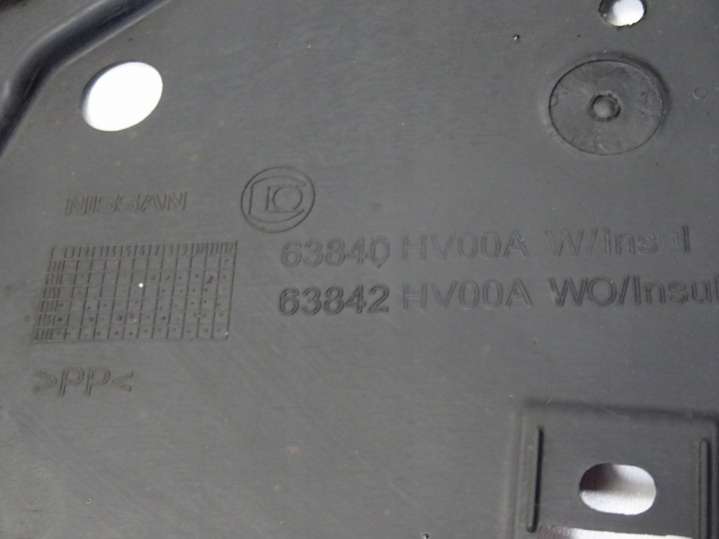 NISSAN
63840 HV00A W/insul
63842 HV00A WO/Insul
>PP<